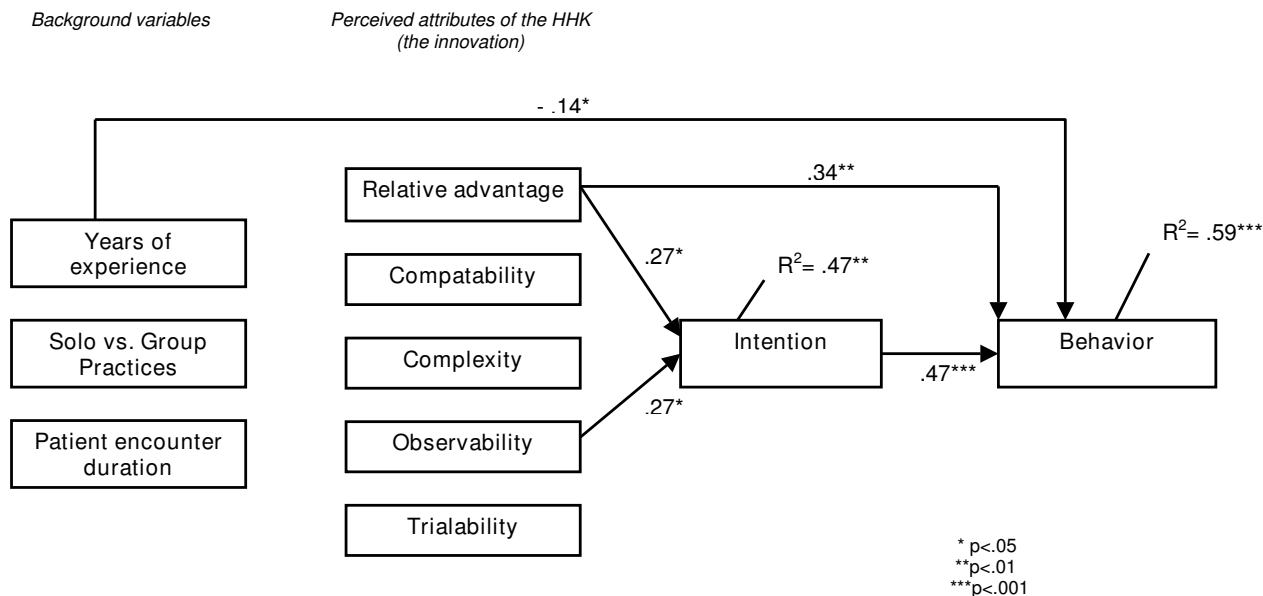 Background variables
Perceived attributes of the HHK
(the innovation)
- .14*
Relative advantage
.34**
Years of
experience
R²= .59***
.27*
R²= .47**
Compatability
Solo vs. Group
Practices
Complexity
Intention
Behavior
.47***
.27*
Patient encounter
duration
Observability
Trialability
* p<.05
**p<.01
***p<.001